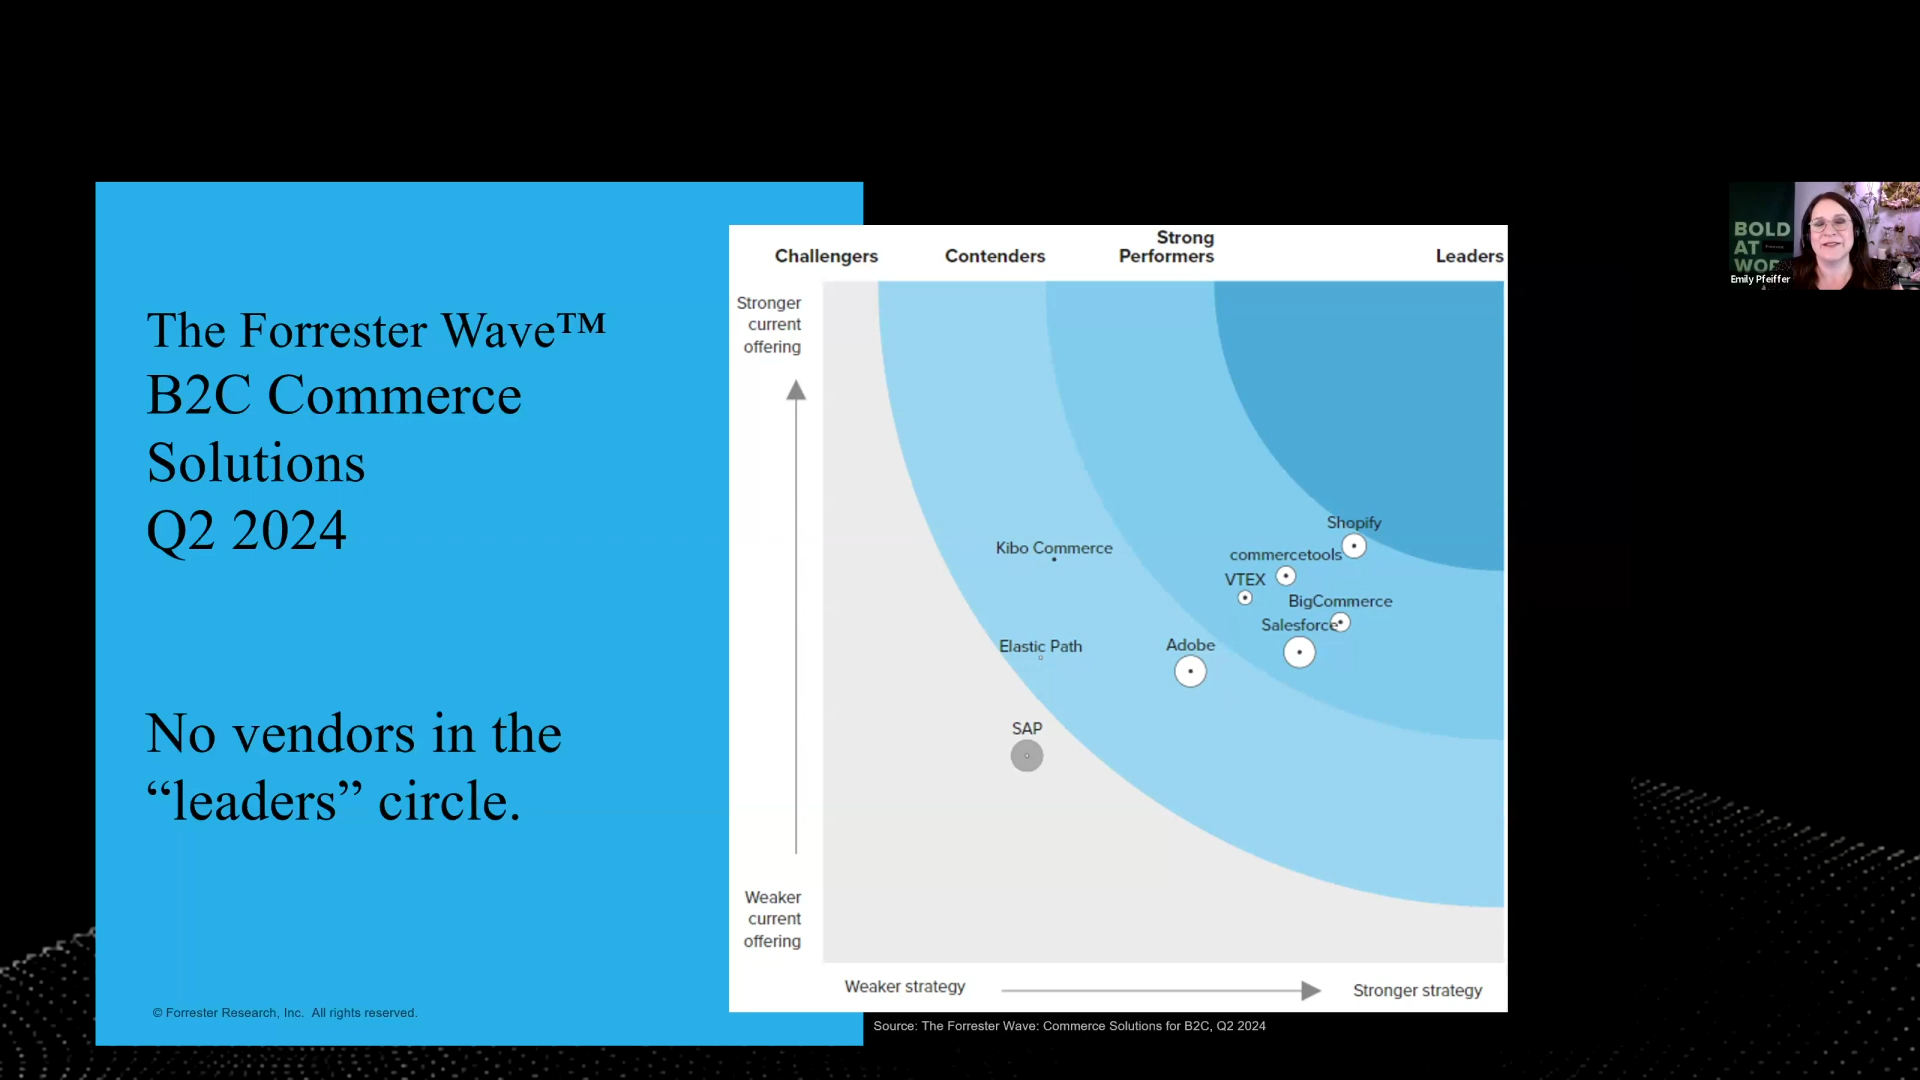 The Forrester Wave™
B2C Commerce
Solutions
Q2 2024
No vendors in the
“leaders” circle.
© Forrester Research, Inc.  All rights reserved.
Challengers
Contenders
Strong
Performers
Leaders
Stronger
current
offering
Weaker
current
offering
Shopify
Kibo Commerce
commercetools
VTEX
BigCommerce
Salesforce
Elastic Path
Adobe
SAP
Weaker strategy
Stronger strategy
Source: The Forrester Wave: Commerce Solutions for B2C, Q2 2024
BOLD
AT
WO
Emily Pfeiffer